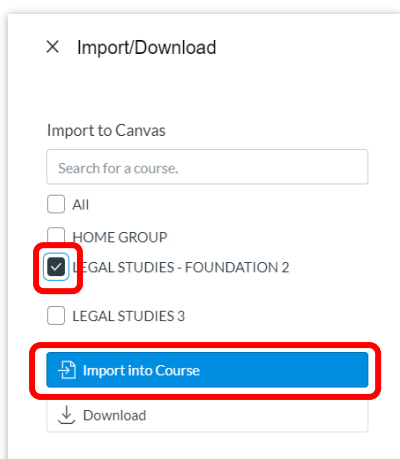 Import/Download
Import to Canvas
Search for a course.
All
HOME GROUP
LEGAL STUDIES - FOUNDATION 2
LEGAL STUDIES 3
Import into Course
Download